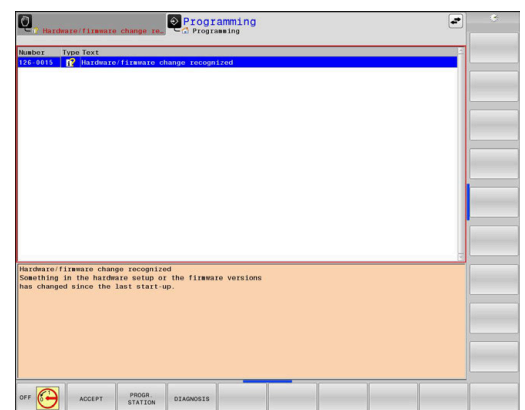 Programming
Hardware/firmware change re…
Programming
Number Type Text
126-0015 Hardware/firmware change recognized
Hardware/firmware change recognized
Something in the hardware setup or the firmware versions
has changed since the last start-up.
OFF ACCEPT PROGR. STATION DIAGNOSIS